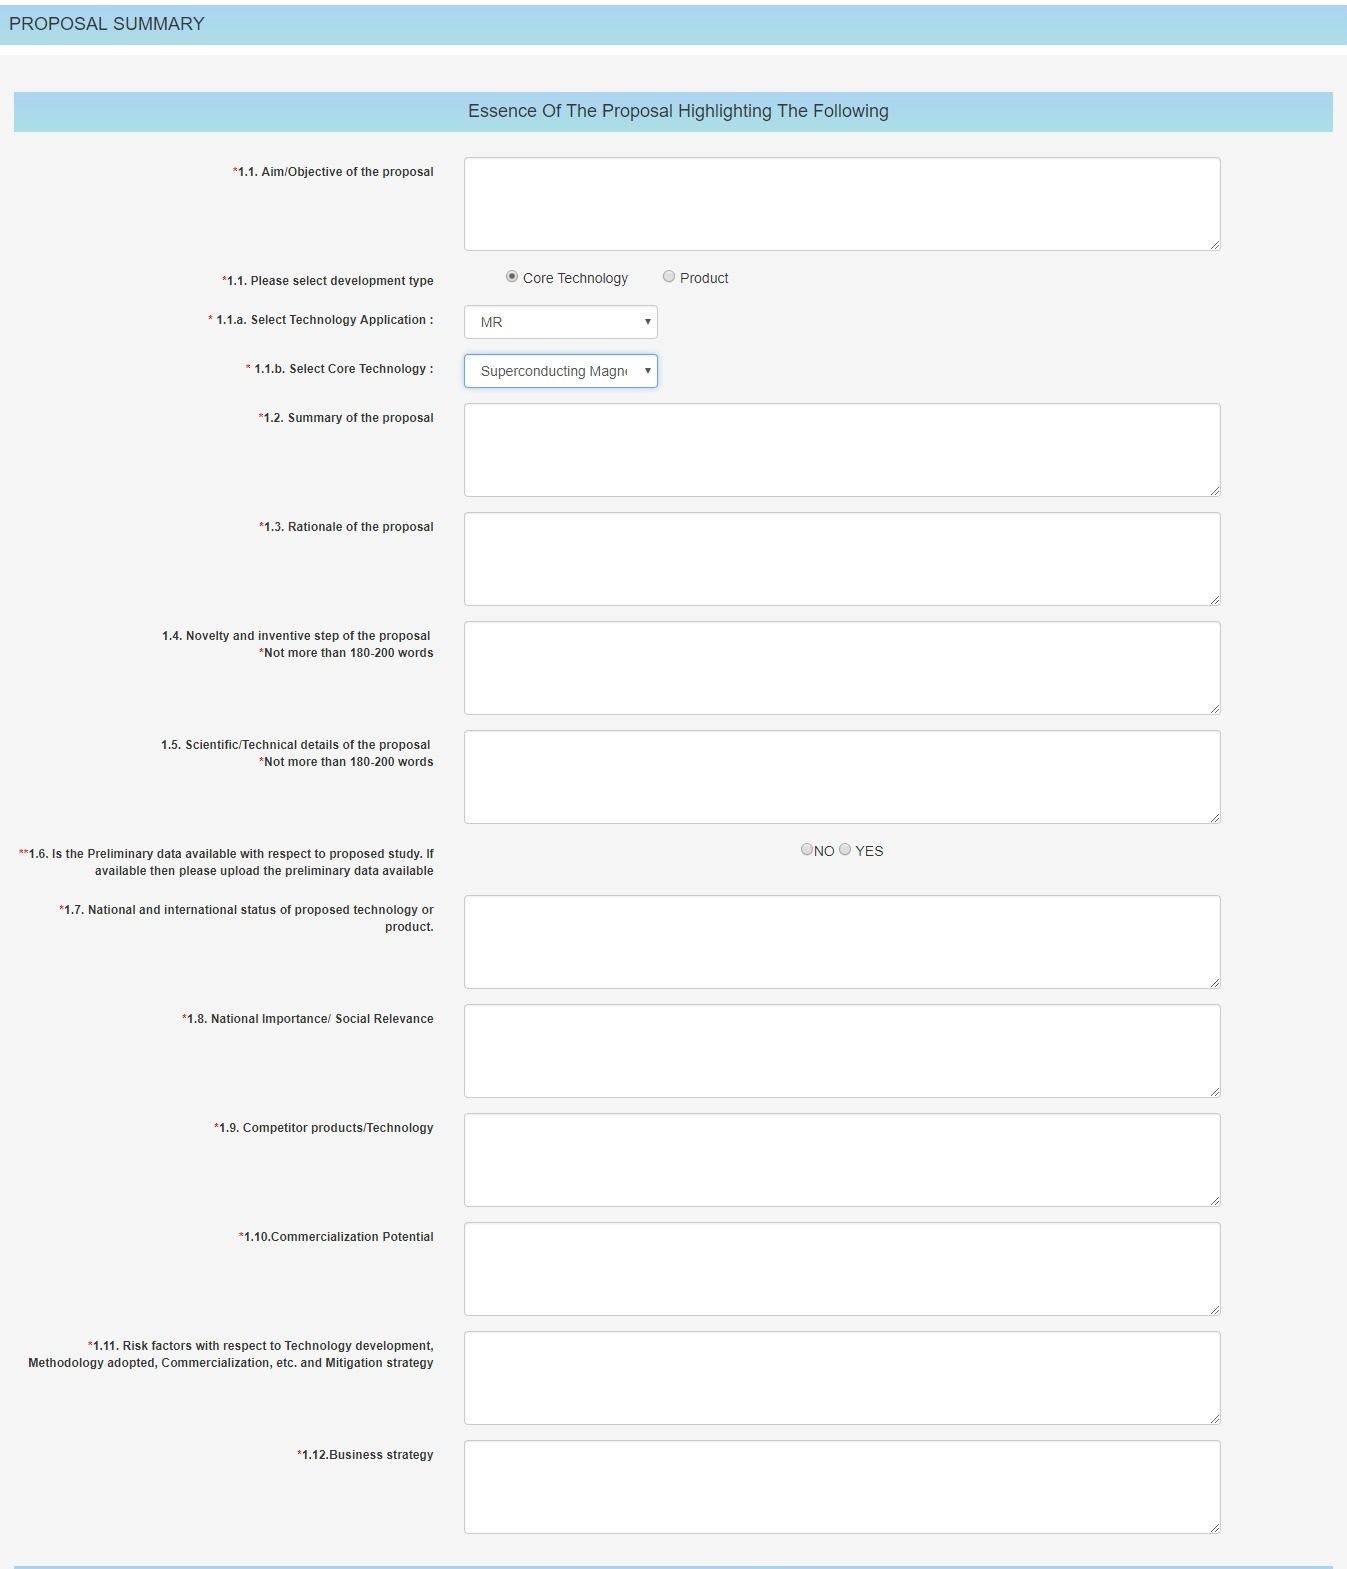 PROPOSAL SUMMARY
Essence Of The Proposal Highlighting The Following
*1.1. Aim/Objective of the proposal
*1.1. Please select development type
Core Technology
Product
* 1.1.a. Select Technology Application :
MR
* 1.1.b. Select Core Technology :
Superconducting Magn
*1.2. Summary of the proposal
*1.3. Rationale of the proposal
1.4. Novelty and inventive step of the proposal
*Not more than 180-200 words
1.5. Scientific/Technical details of the proposal
*Not more than 180-200 words
**1.6. Is the Preliminary data available with respect to proposed study. If
available then please upload the preliminary data available
NO YES
*1.7. National and international status of proposed technology or
product.
*1.8. National Importance/ Social Relevance
*1.9. Competitor products/Technology
*1.10.Commercialization Potential
*1.11. Risk factors with respect to Technology development,
Methodology adopted, Commercialization, etc. and Mitigation strategy
*1.12.Business strategy